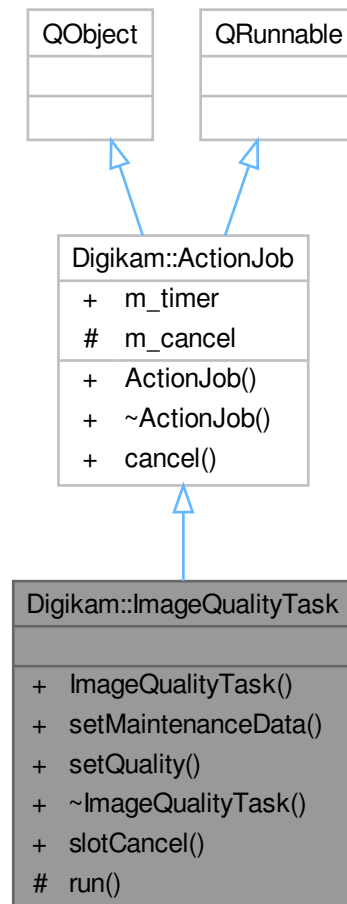 QObject
QRunnable
Digikam::ActionJob
+ m_timer
# m_cancel
+ ActionJob()
+ ~ActionJob()
+ cancel()
Digikam::ImageQualityTask
+ ImageQualityTask()
+ setMaintenanceData()
+ setQuality()
+ ~ImageQualityTask()
+ slotCancel()
# run()